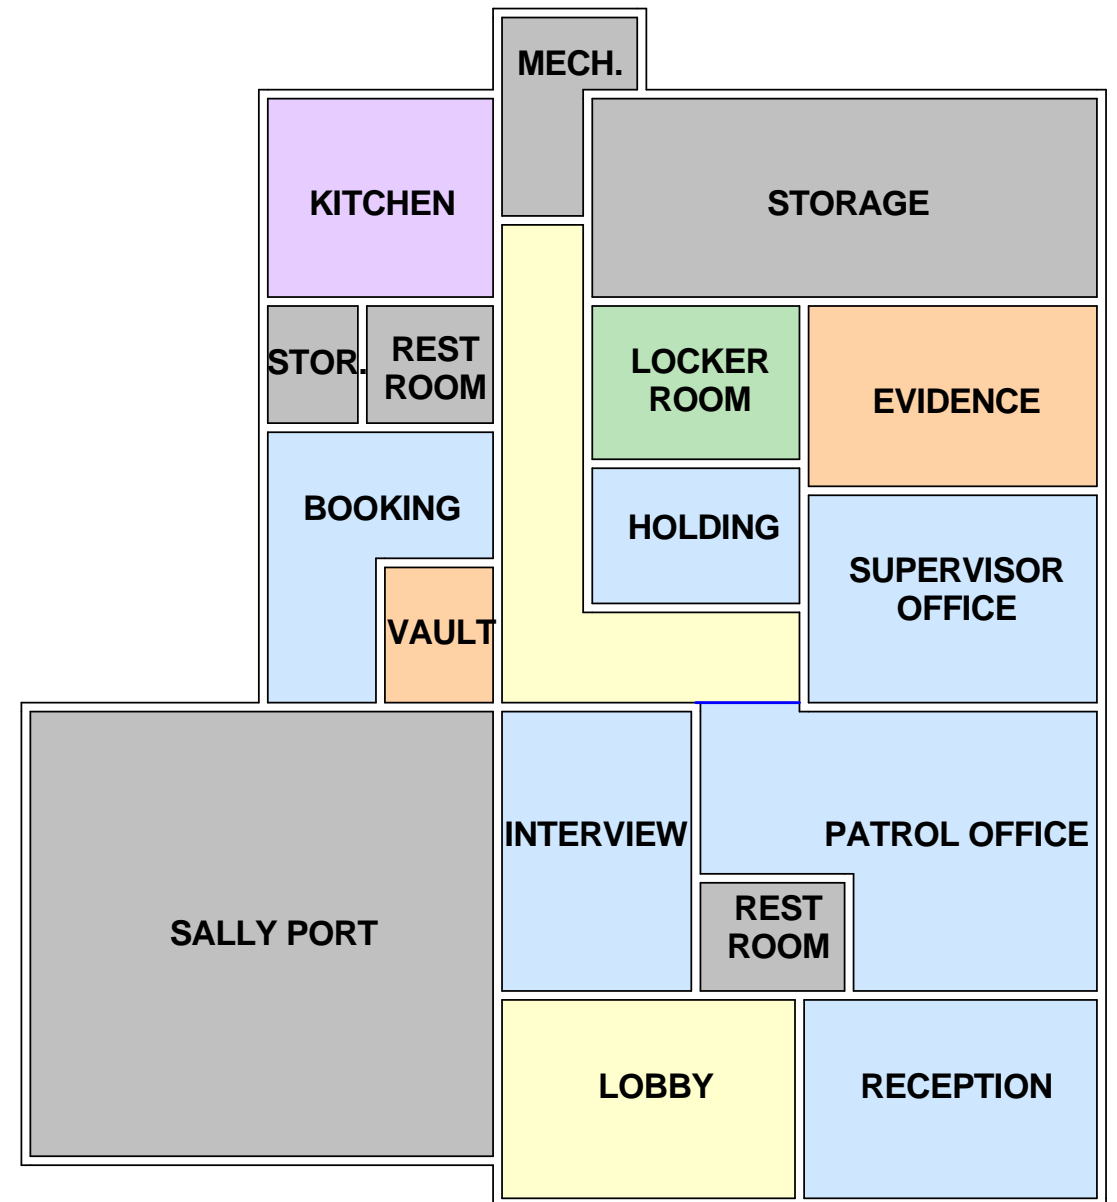 MECH.
KITCHEN
STORAGE
STOR.
REST
ROOM
LOCKER
ROOM
EVIDENCE
BOOKING
HOLDING
SUPERVISOR
OFFICE
VAULT
INTERVIEW
PATROL OFFICE
SALLY PORT
REST
ROOM
LOBBY
RECEPTION